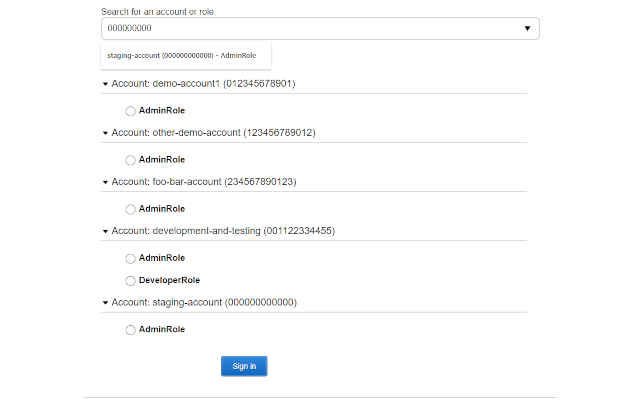 Search for an account or role:
000000000
staging-account (000000000000) - AdminRole
Account: demo-account1 (012345678901)
AdminRole
Account: other-demo-account (123456789012)
AdminRole
Account: foo-bar-account (234567890123)
AdminRole
Account: development-and-testing (001122334455)
AdminRole
DeveloperRole
Account: staging-account (000000000000)
AdminRole
Sign in